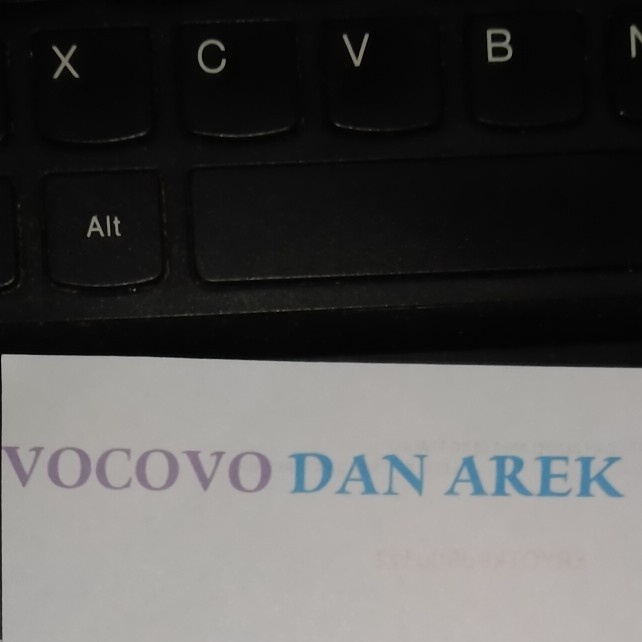 X C V B N
Alt
VOCOVO DAN AREK